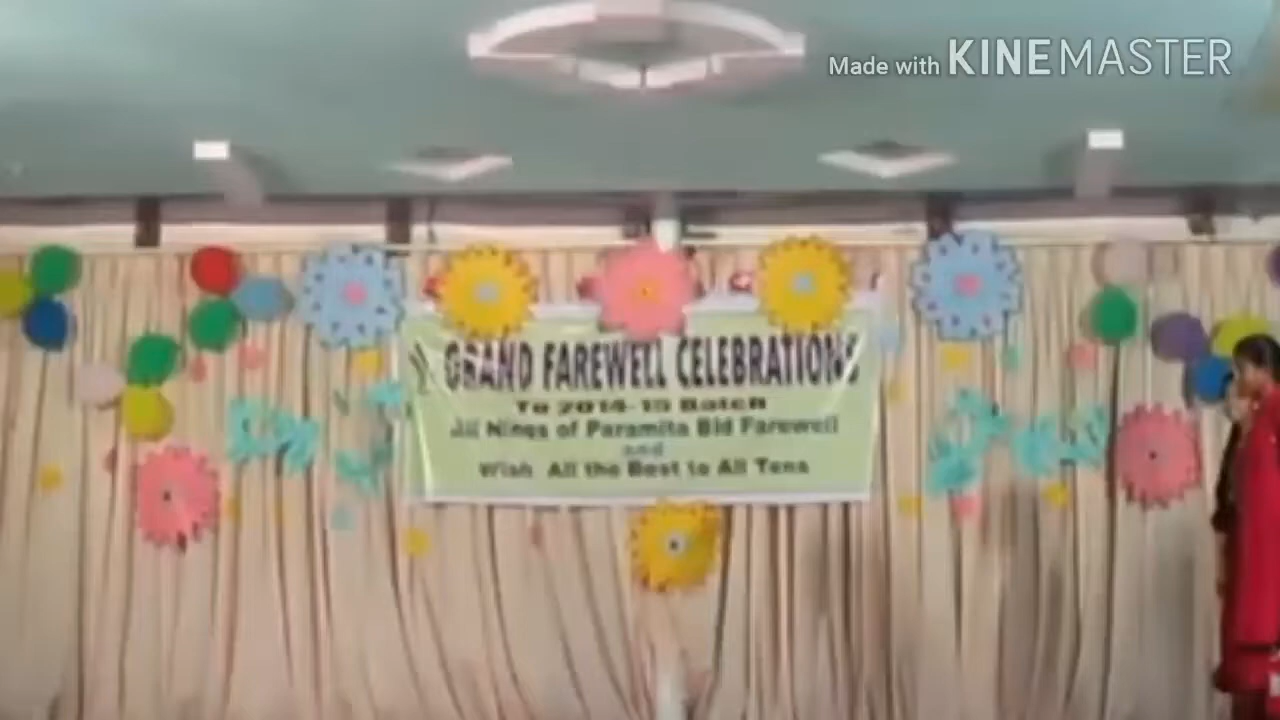 Made with KINEMASTER
GRAND FAREWELL CELEBRATIONS
To 2014-15 Batch
All Nines of Paramita Bid Farewell
and
Wish All the Best to All Tens